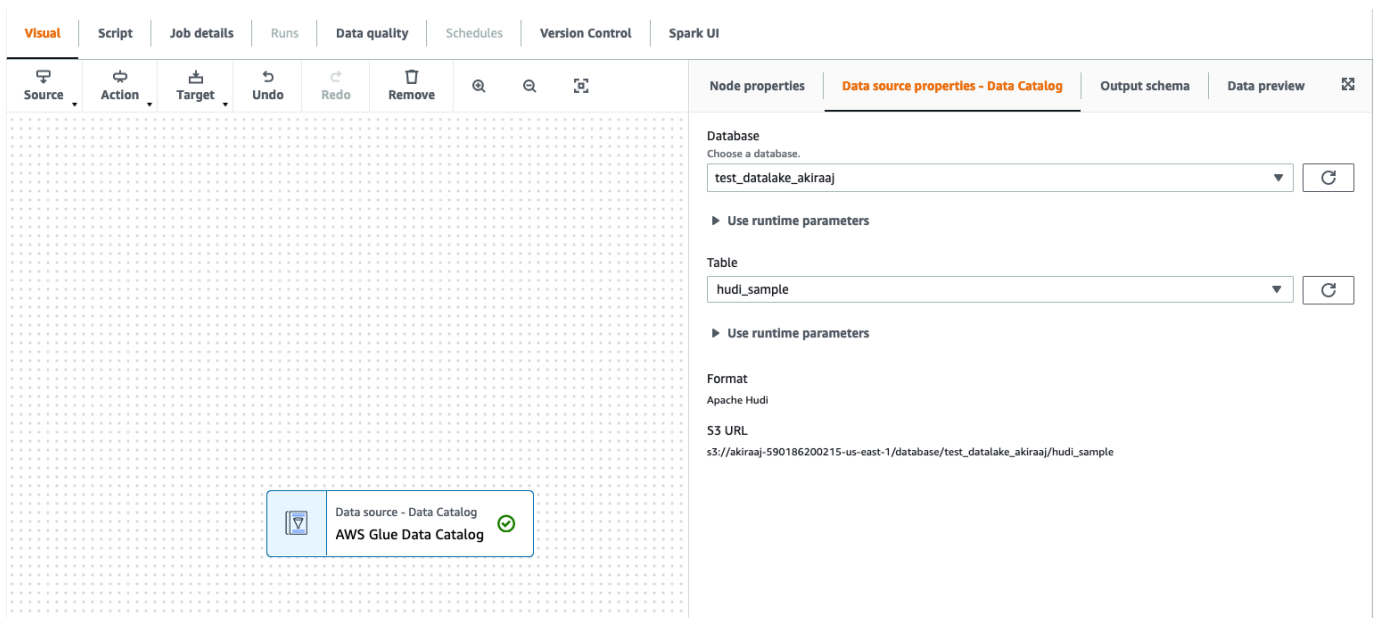 Visual Script Job details Runs Data quality Schedules Version Control Spark UI
Source Action Target Undo Redo Remove
Node properties Data source properties - Data Catalog Output schema Data preview
Database
Choose a database.
test_datalake_akiraaj
Use runtime parameters
Table
hudi_sample
Use runtime parameters
Format
Apache Hudi
S3 URL
s3://akiraaj-590186200215-us-east-1/database/test_datalake_akiraaj/hudi_sample
Data source - Data Catalog
AWS Glue Data Catalog